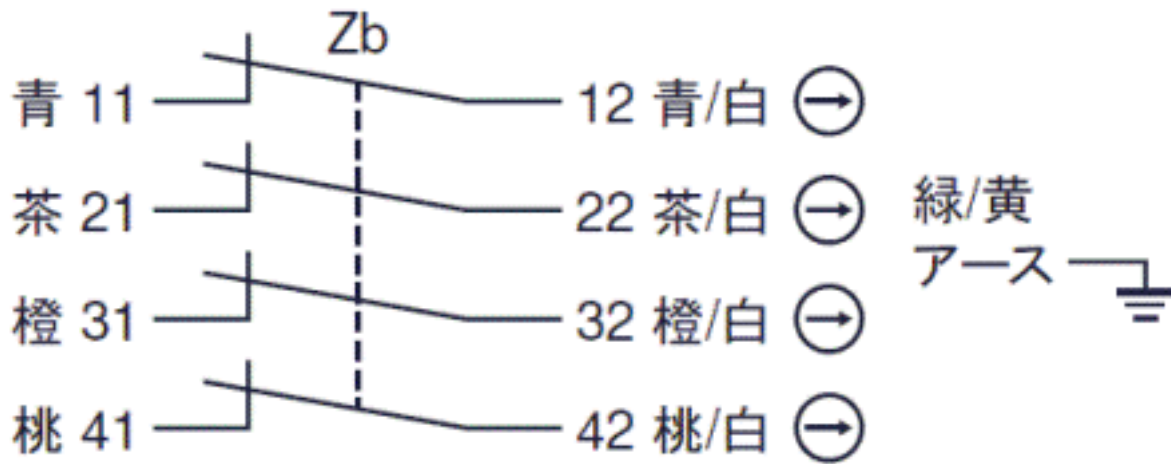 Zb
青 11 12 青/白
茶 21 22 茶/白
緑/黄
アース
橙 31 32 橙/白
桃 41 42 桃/白